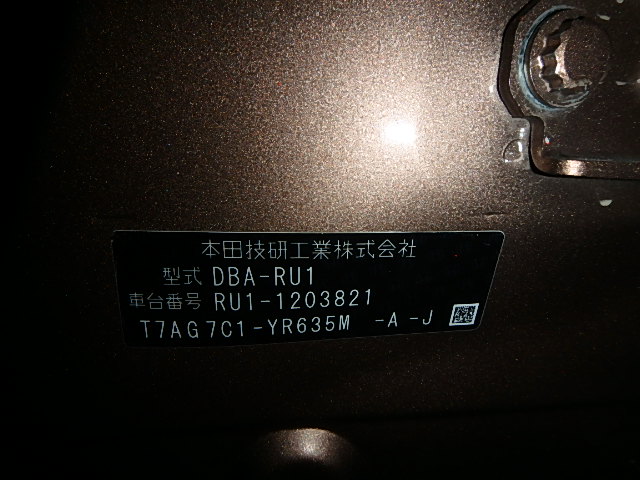 本田技研工業株式会社
型式 DBA-RU1
車台番号 RU1-1203821
T7AG7C1-YR635M -A-J